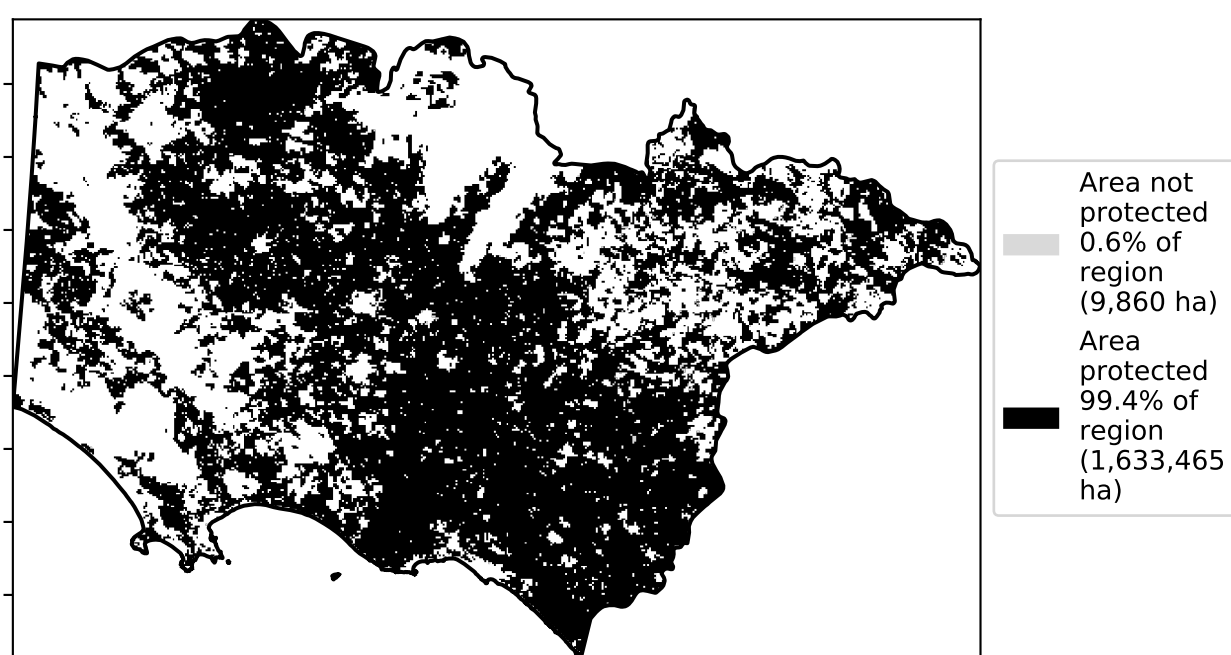 Area not
protected
0.6% of
region
(9,860 ha)
Area
protected
99.4% of
region
(1,633,465
ha)